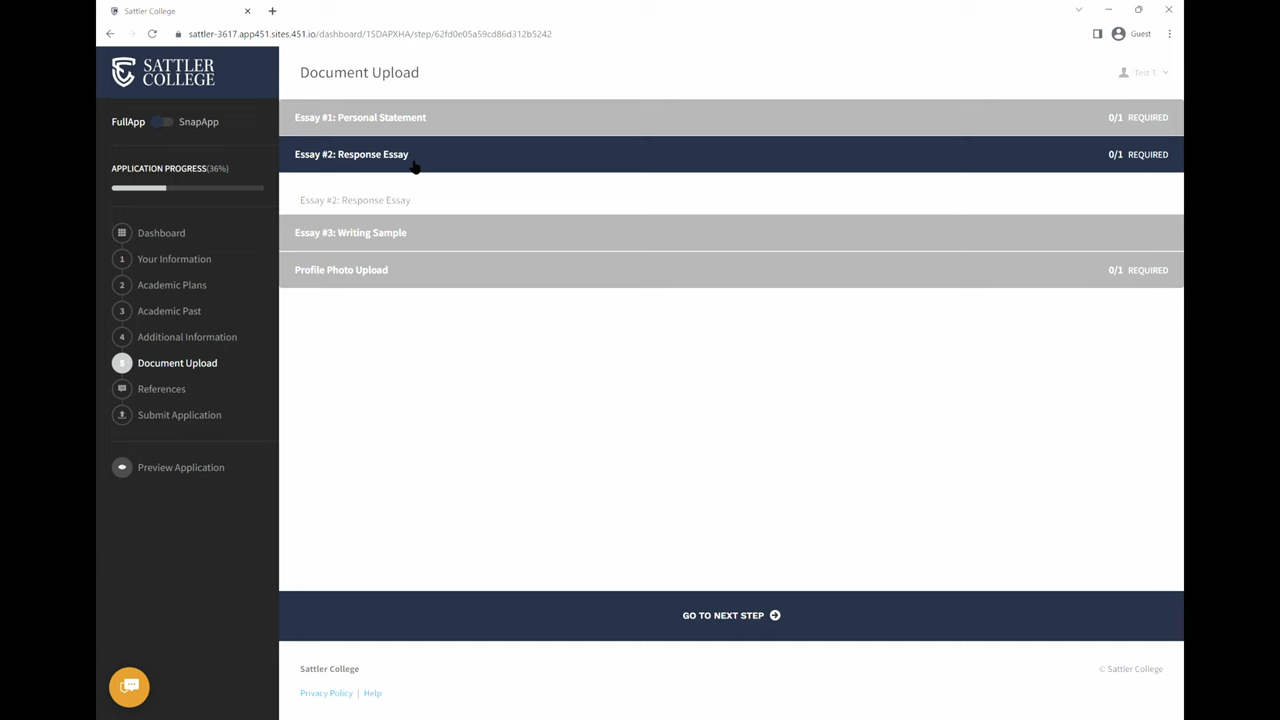 Sattler College
sattler-3617.app451.sites.451.io/dashboard/1SDAPXHA/step/62fd0e05a59cd86d312b5242
Guest
SATTLER
COLLEGE
Document Upload
Test 1.
FullApp
SnapApp
APPLICATION PROGRESS(36%)
Dashboard
1 Your Information
2 Academic Plans
3 Academic Past
4 Additional Information
5 Document Upload
References
Submit Application
Preview Application
Essay #1: Personal Statement 0/1 REQUIRED
Essay #2: Response Essay 0/1 REQUIRED
Essay #2: Response Essay
Essay #3: Writing Sample
Profile Photo Upload 0/1 REQUIRED
GO TO NEXT STEP
Sattler College © Sattler College
Privacy Policy | Help